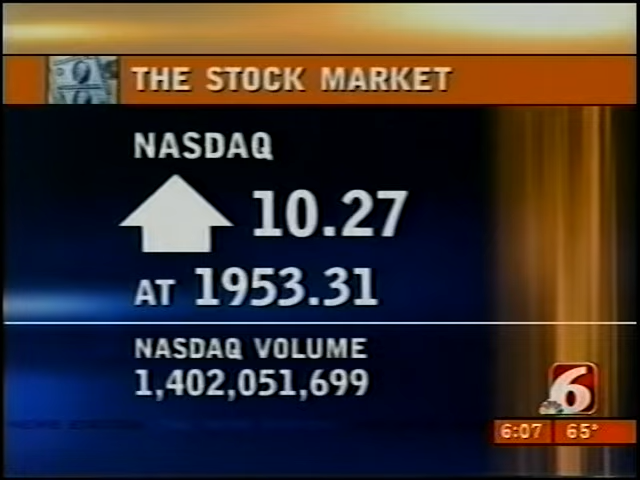 THE STOCK MARKET
NASDAQ
10.27
AT 1953.31
NASDAQ VOLUME
1,402,051,699
6
6:07 65°